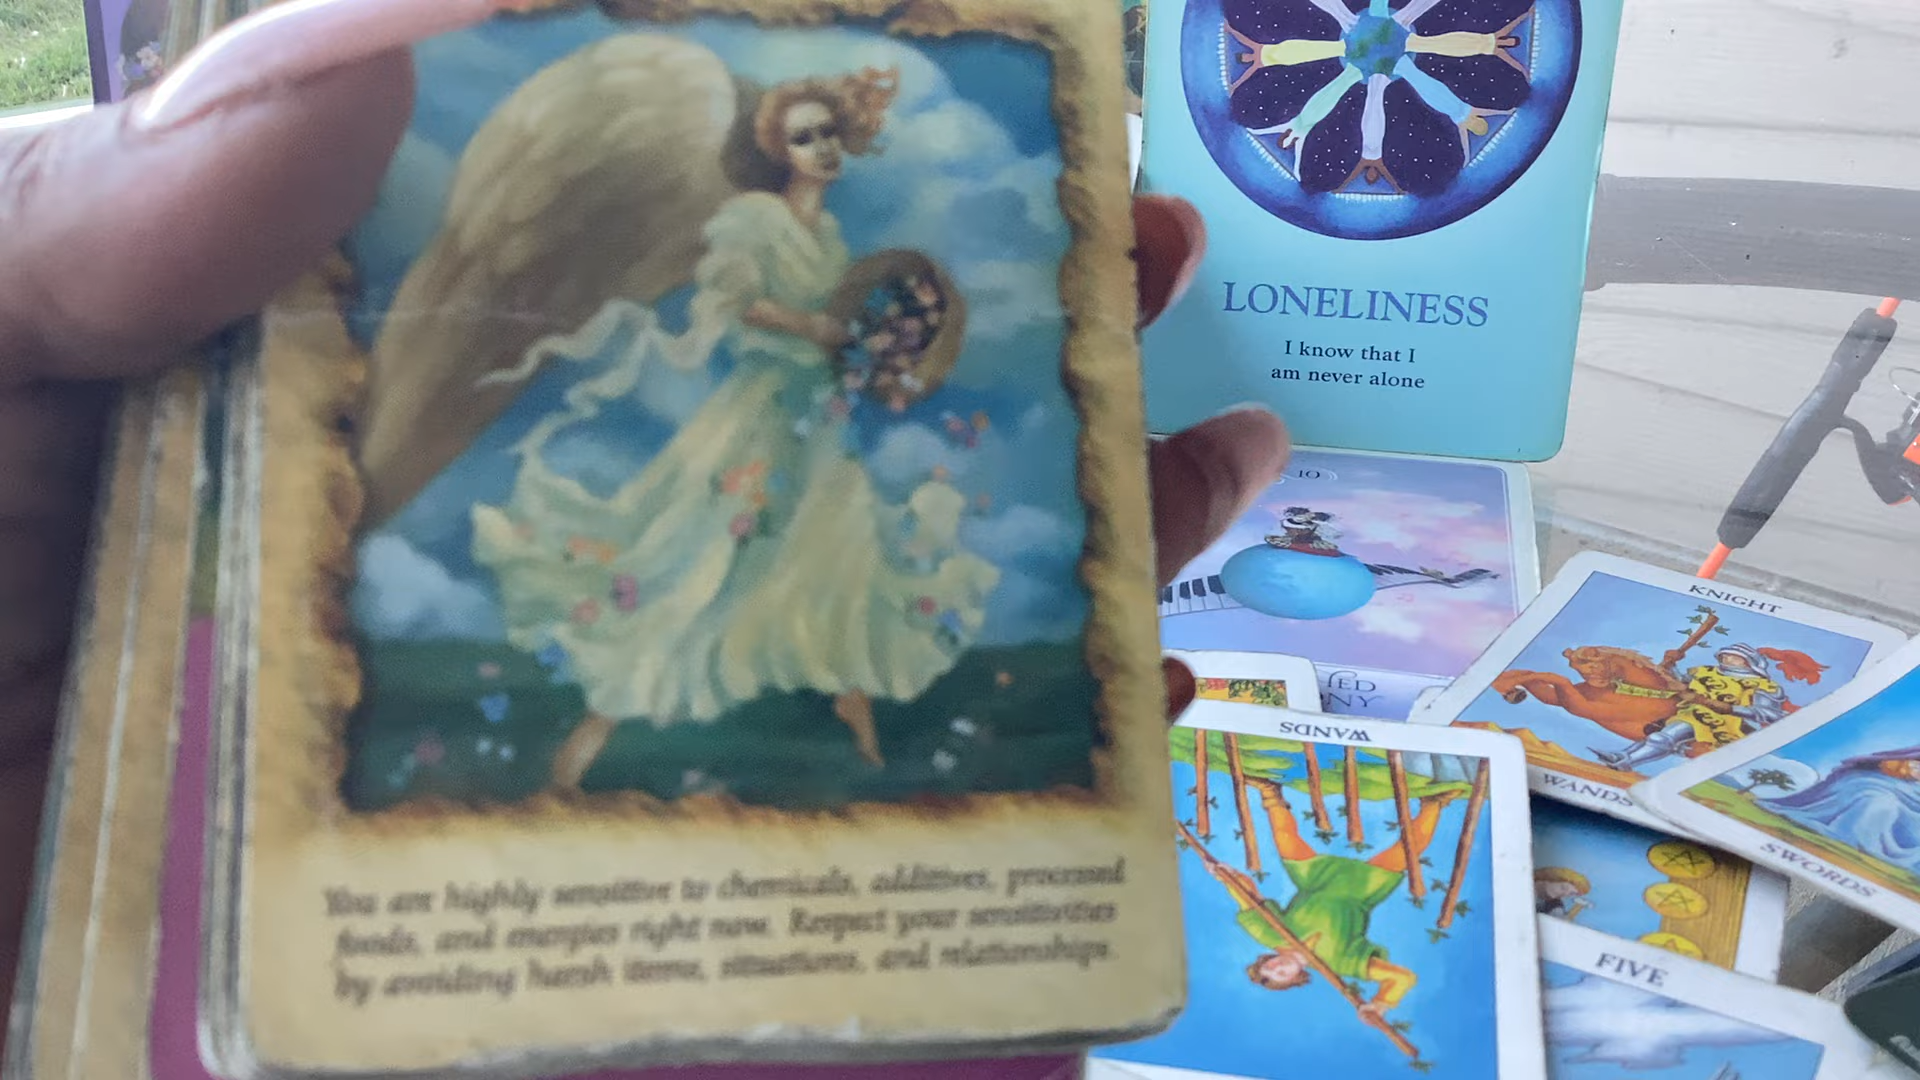 You are highly sensitive to chemicals, additives, processed
foods, and energies right now. Respect your sensitivities
by avoiding harsh items, situations, and relationships.
LONELINESS
I know that I
am never alone
10
KNIGHT
WANDS
WANDS
SWORDS
FIVE